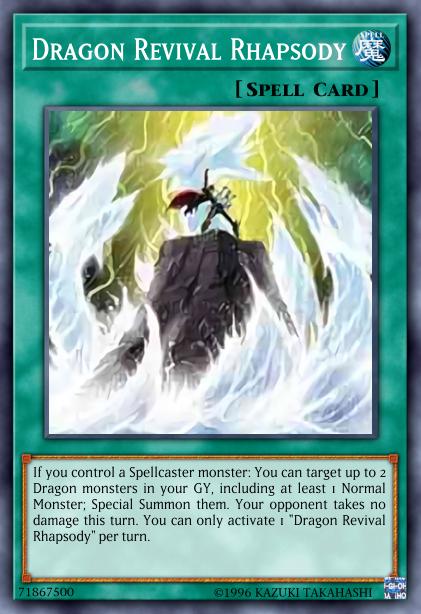 Dragon Revival Rhapsody
SPELL
魔
[ Spell Card ]
If you control a Spellcaster monster: You can target up to 2
Dragon monsters in your GY, including at least 1 Normal
Monster; Special Summon them. Your opponent takes no
damage this turn. You can only activate 1 "Dragon Revival
Rhapsody" per turn.
71867500
©1996 KAZUKI TAKAHASHI